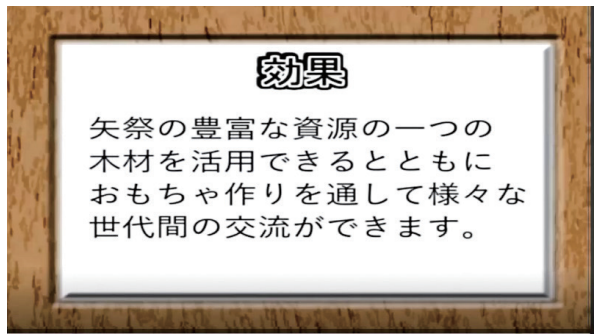 効果
矢祭の豊富な資源の一つの
木材を活用できるとともに
おもちゃ作りを通して様々な
世代間の交流ができます。